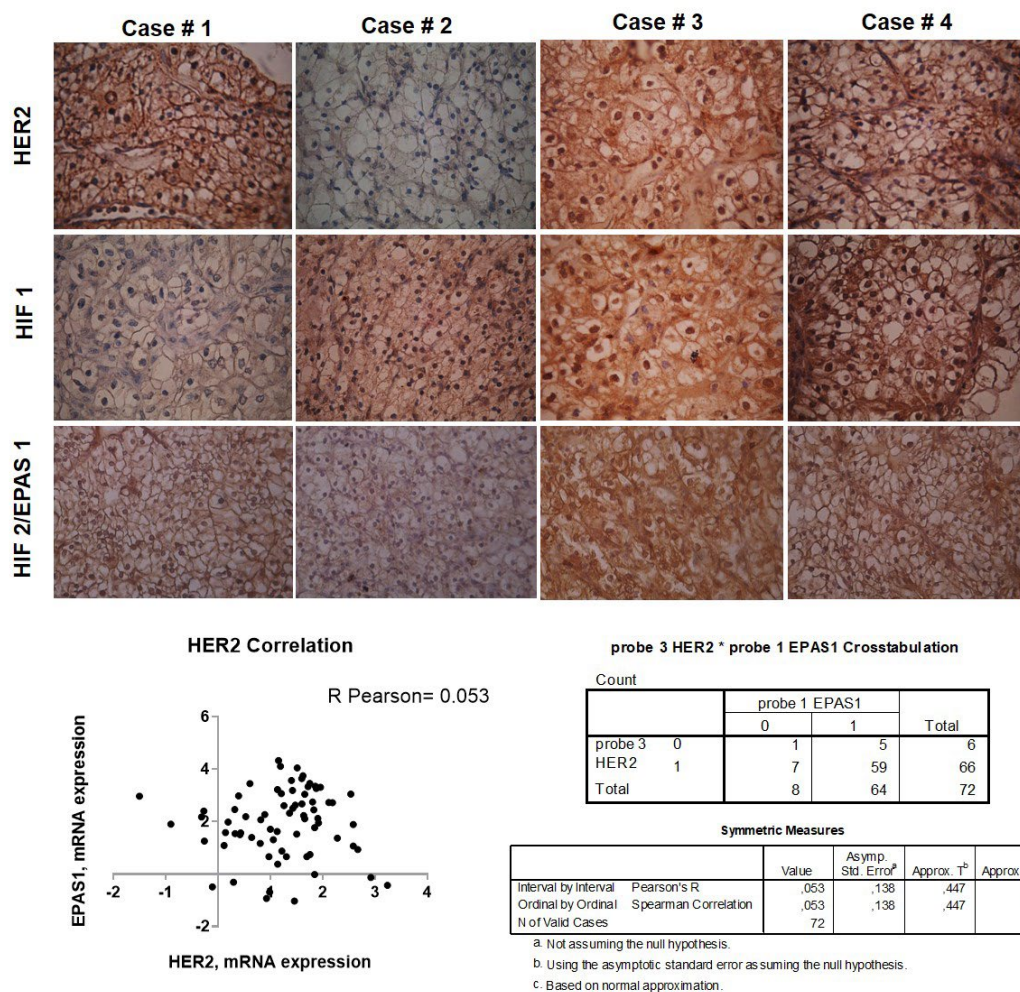 Case # 1 Case # 2 Case # 3 Case # 4
HER2
HIF 1
HIF 2/EPAS 1
HER2 Correlation
R Pearson= 0.053
EPAS1, mRNA expression
6
4
2
0
-2
-2 -1 0 1 2 3 4
HER2, mRNA expression
probe 3 HER2 * probe 1 EPAS1 Crosstabulation
Count
probe 1 EPAS1
0 1 Total
probe 3 0 1 5 6
HER2 1 7 59 66
Total 8 64 72
Symmetric Measures
Value Asymp. Std. Error a Approx. T b Approx
Interval by Interval Pearson's R ,053 ,138 ,447
Ordinal by Ordinal Spearman Correlation ,053 ,138 ,447
N of Valid Cases 72
a. Not assuming the null hypothesis.
b. Using the asymptotic standard error assuming the null hypothesis.
c. Based on normal approximation.